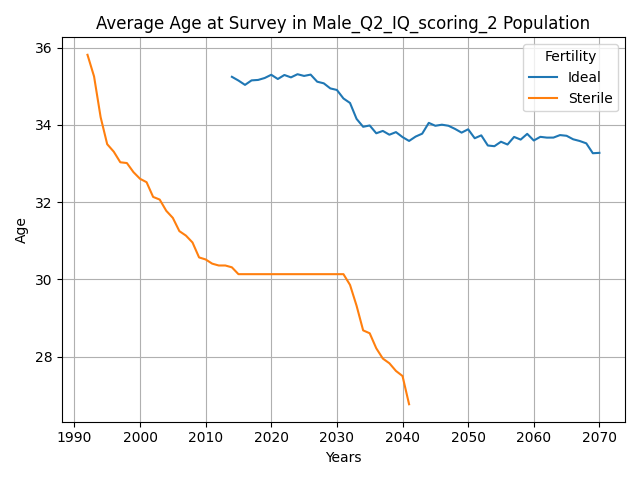 Average Age at Survey in Male_Q2_IQ_scoring_2 Population
36
34
32
30
28
Age
Fertility
Ideal
Sterile
1990 2000 2010 2020 2030 2040 2050 2060 2070
Years